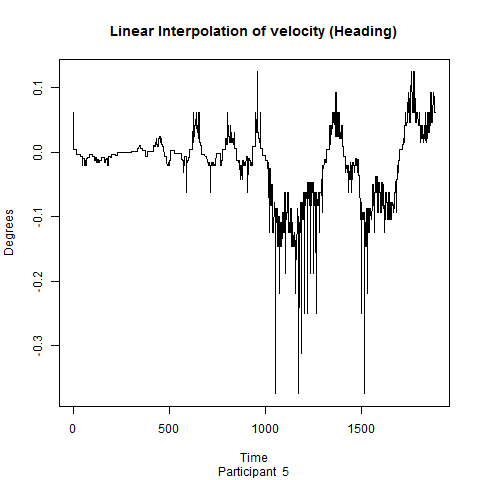 Linear Interpolation of velocity (Heading)
0.1
0.0
-0.1
-0.2
-0.3
Degrees
0 500 1000 1500
Time
Participant 5